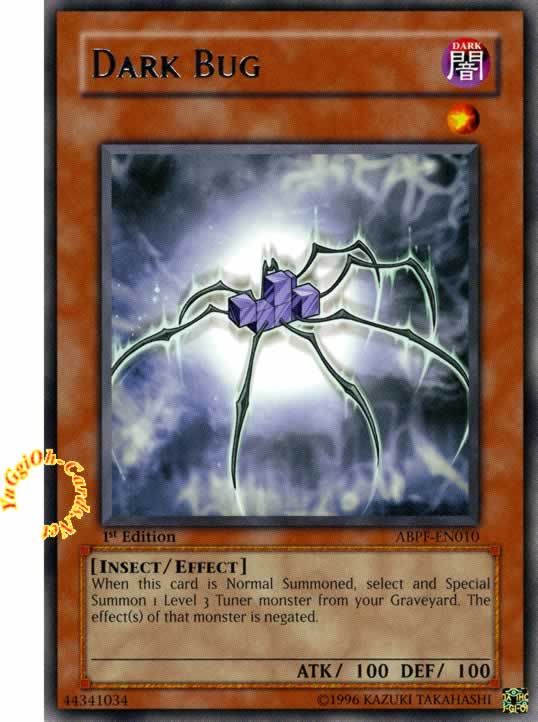 DARK BUG
DARK
闇
YuGgiOh-Cards.Net
1st Edition
ABPF-EN010
[INSECT/EFFECT]
When this card is Normal Summoned, select and Special
Summon 1 Level 3 Tuner monster from your Graveyard. The
effect(s) of that monster is negated.
ATK/ 100 DEF/ 100
44341034
©1996 KAZUKI TAKAHASHI